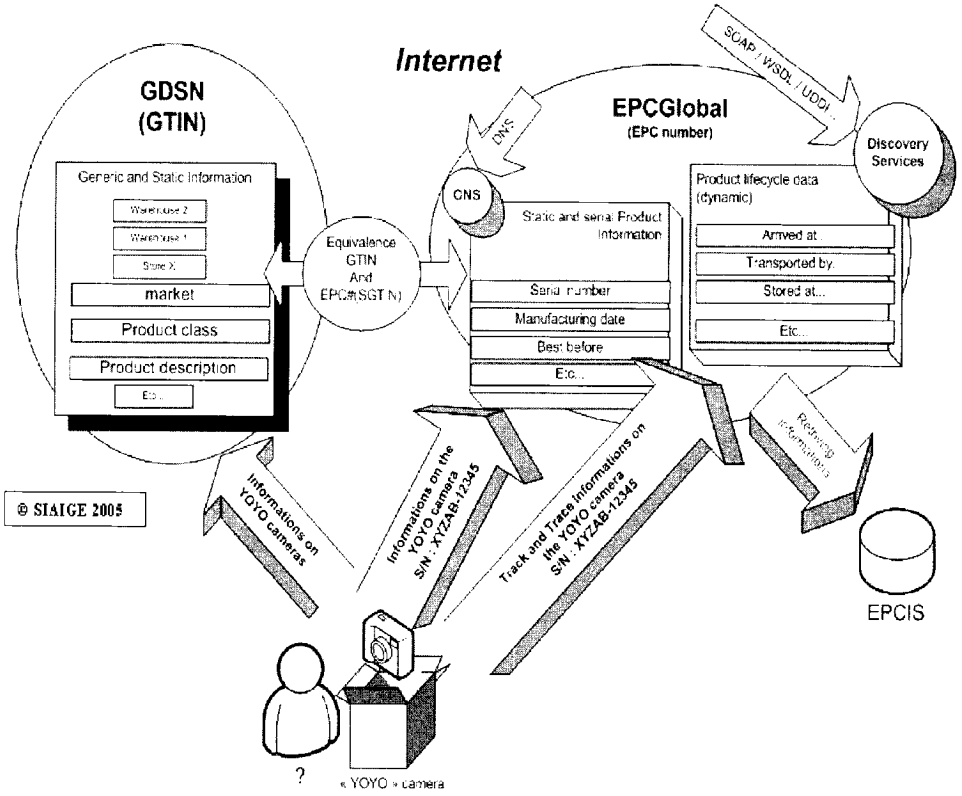 Internet
GDSN
(GTIN)
Generic and Static Information
Warehouse 2
Warehouse 1
Store X
market
Product class
Product description
Etc...
Equivalence
GTIN
And
EPC#(SGTIN)
EPCGlobal
(EPC number)
DNS
ONS
SOAP / WSDL / UDDI...
Discovery
Services
Static and serial Product
Information
Serial number
Manufacturing date
Best before
Etc...
Product lifecycle data
(dynamic)
Arrived at..
Transported by.
Stored at...
Etc...
Informations on
YOYO cameras
Informations on the
YOYO camera
S/N : XYZAB-12345
Track and Trace informations on
the YOYO camera
S/N : XYZAB-12345
informations
EPCIS
© SIAIGE 2005
?
« YOYO » camera